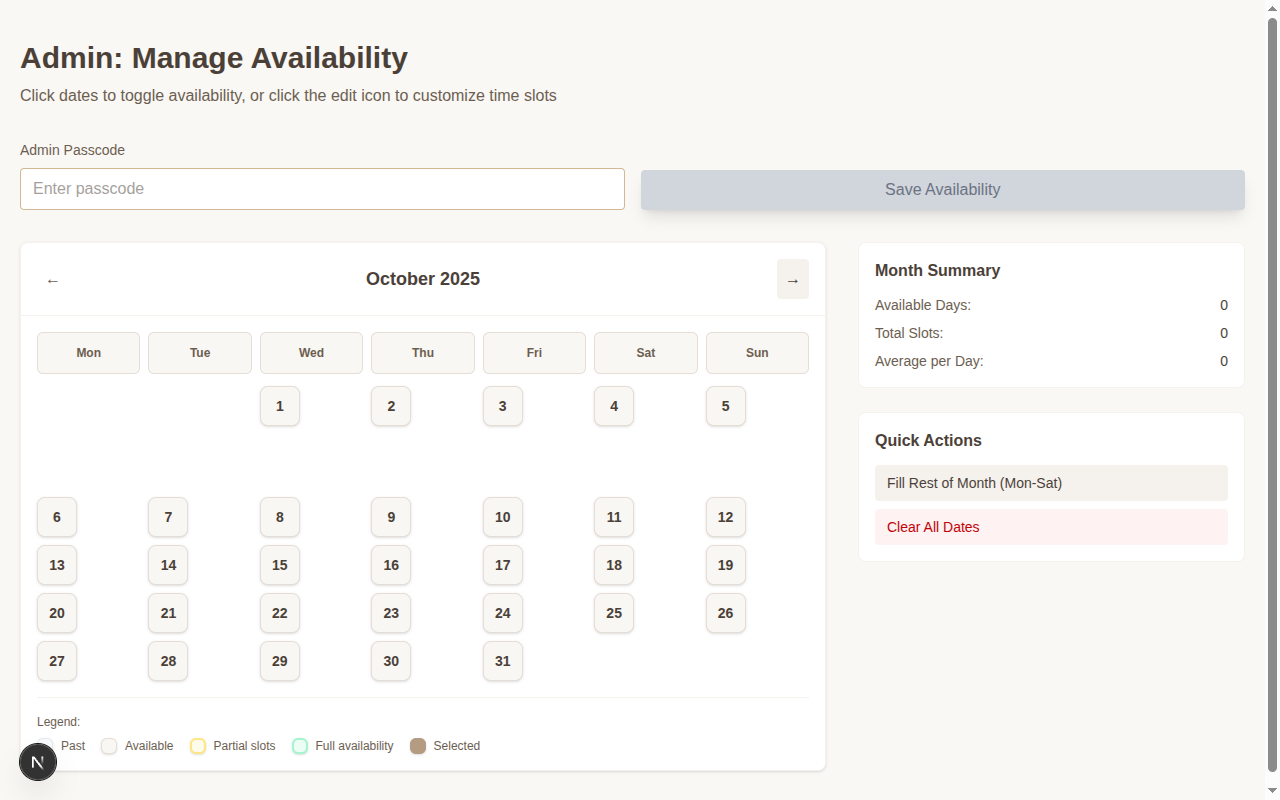 Admin: Manage Availability
Click dates to toggle availability, or click the edit icon to customize time slots
Admin Passcode
Enter passcode
Save Availability
← October 2025 →
Mon Tue Wed Thu Fri Sat Sun
1 2 3 4 5
6 7 8 9 10 11 12
13 14 15 16 17 18 19
20 21 22 23 24 25 26
27 28 29 30 31
Legend:
Past Available Partial slots Full availability Selected
N
Month Summary
Available Days: 0
Total Slots: 0
Average per Day: 0
Quick Actions
Fill Rest of Month (Mon-Sat)
Clear All Dates